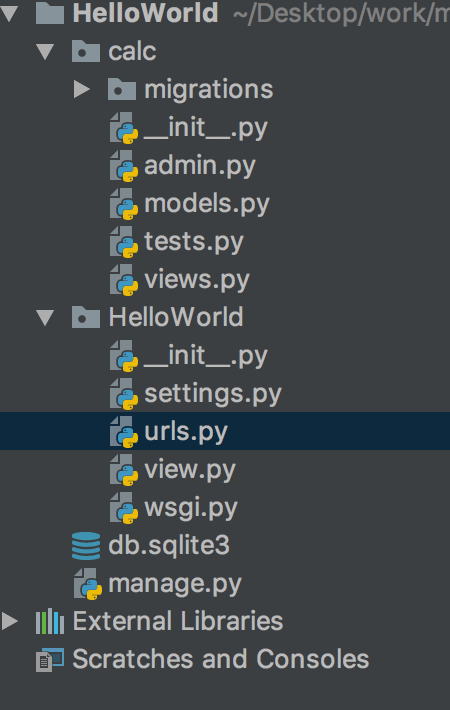 HelloWorld ~/Desktop/work/m
calc
migrations
__init__.py
admin.py
models.py
tests.py
views.py
HelloWorld
__init__.py
settings.py
urls.py
view.py
wsgi.py
db.sqlite3
manage.py
External Libraries
Scratches and Consoles